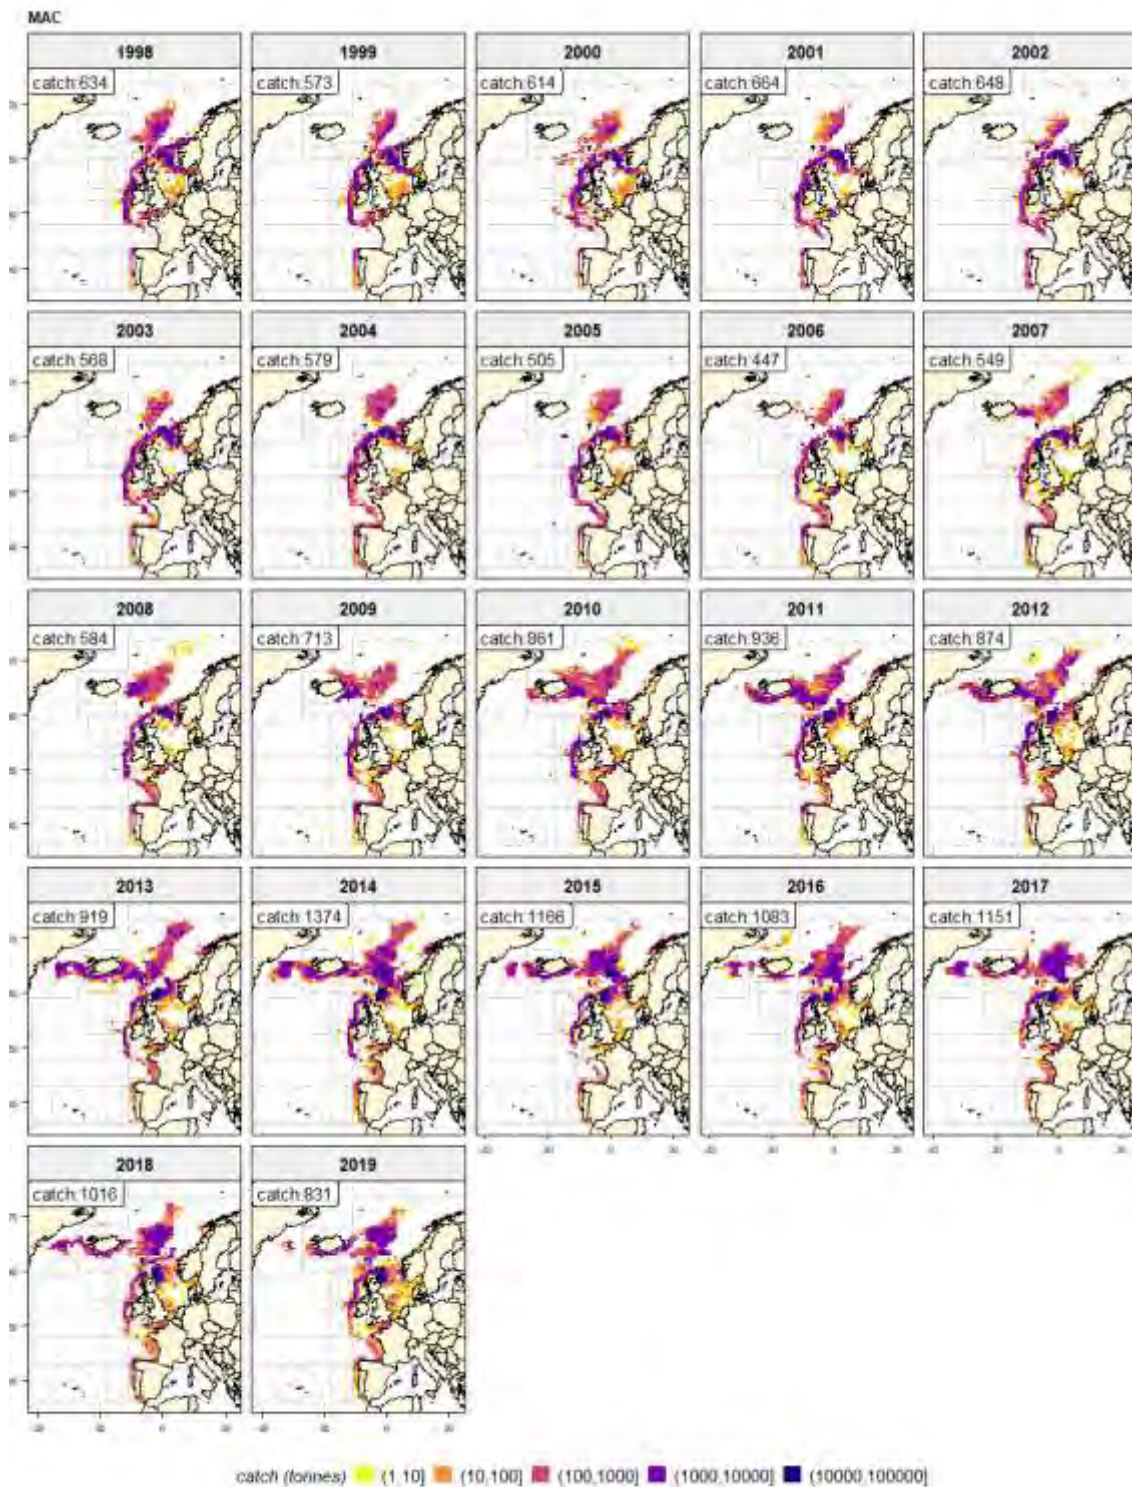 MAC
1998 1999 2000 2001 2002
catch:634 catch:573 catch:614 catch:664 catch:648
2003 2004 2005 2006 2007
catch:568 catch:579 catch:505 catch:447 catch:549
2008 2009 2010 2011 2012
catch:584 catch:713 catch:861 catch:936 catch:874
2013 2014 2015 2016 2017
catch:919 catch:1374 catch:1166 catch:1083 catch:1151
2018 2019
catch:1016 catch:831
catch (tonnes) (1,10] (10,100] (100,1000] (1000,10000] (10000,100000]